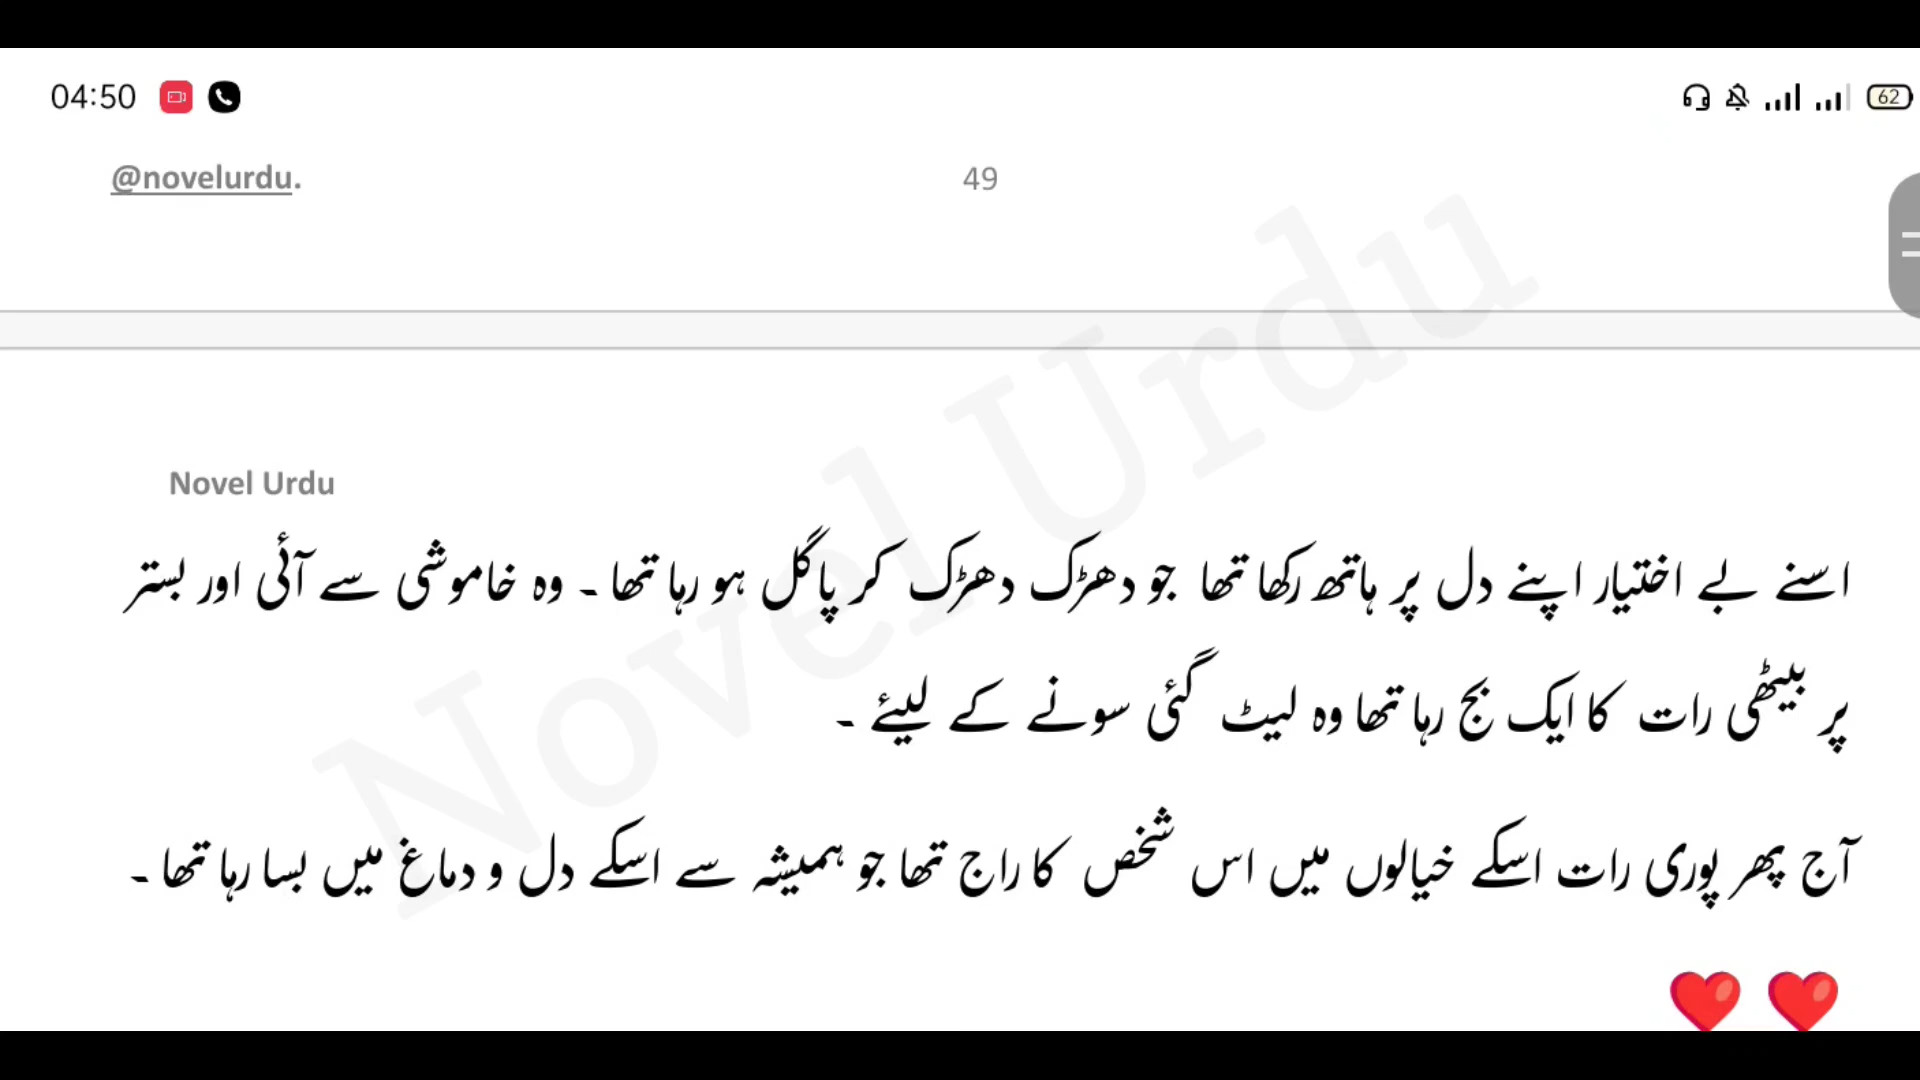 04:50
62
@novelurdu.
49
Novel Urdu
Novel Urdu
اسنے بے اختیار اپنے دل پر ہاتھ رکھا تھا جو دھڑک دھڑک کر پاگل ہو رہا تھا ۔ وہ خاموشی سے آئی اور بستر
پر بیٹھی رات کا ایک بج رہا تھا وہ لیٹ گئی سونے کے لیئے ۔
آج پھر پوری رات اسکے خیالوں میں اس شخص کا راج تھا جو ہمیشہ سے اسکے دل و دماغ میں بسا رہا تھا ۔